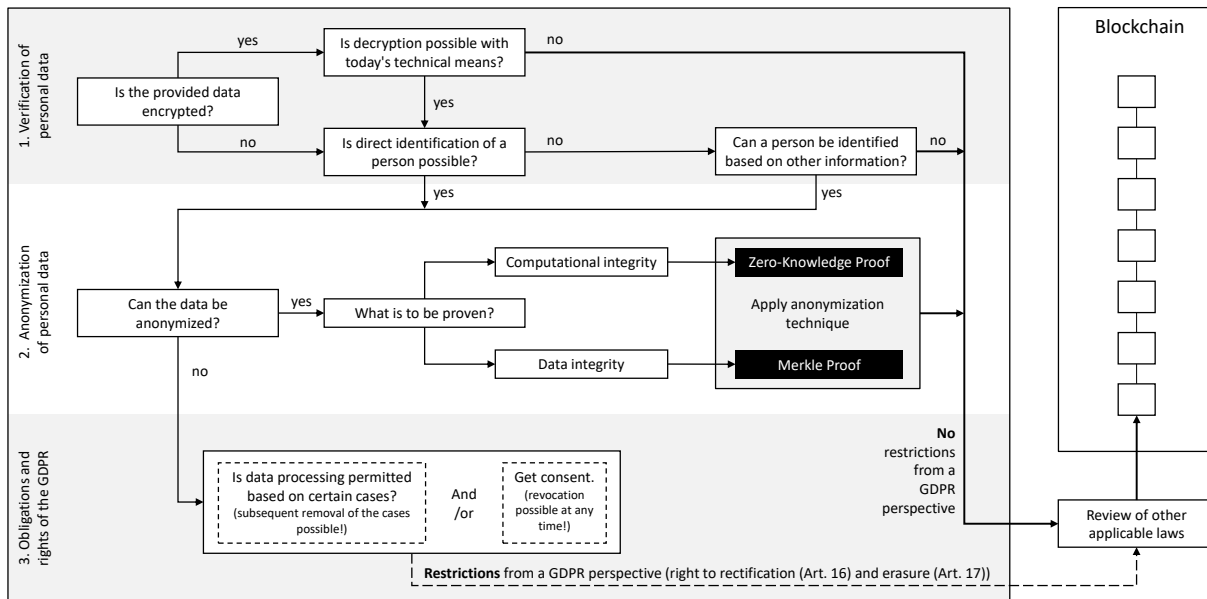 1. Verification of
personal data
yes
Is decryption possible with
today's technical means?
no
Is the provided data
encrypted?
yes
no
Is direct identification of
a person possible?
no
Can a person be identified
based on other information?
no
yes
yes
2. Anonymization
of personal data
Can the data be
anonymized?
yes
What is to be proven?
Computational integrity
Zero-Knowledge Proof
Apply anonymization
technique
Data integrity
Merkle Proof
no
3. Obligations and
rights of the GDPR
Is data processing permitted
based on certain cases?
(subsequent removal of the cases
possible!)
And
/or
Get consent.
(revocation
possible at any
time!)
No
restrictions
from a
GDPR
perspective
Restrictions from a GDPR perspective (right to rectification (Art. 16) and erasure (Art. 17))
Blockchain
Review of other
applicable laws